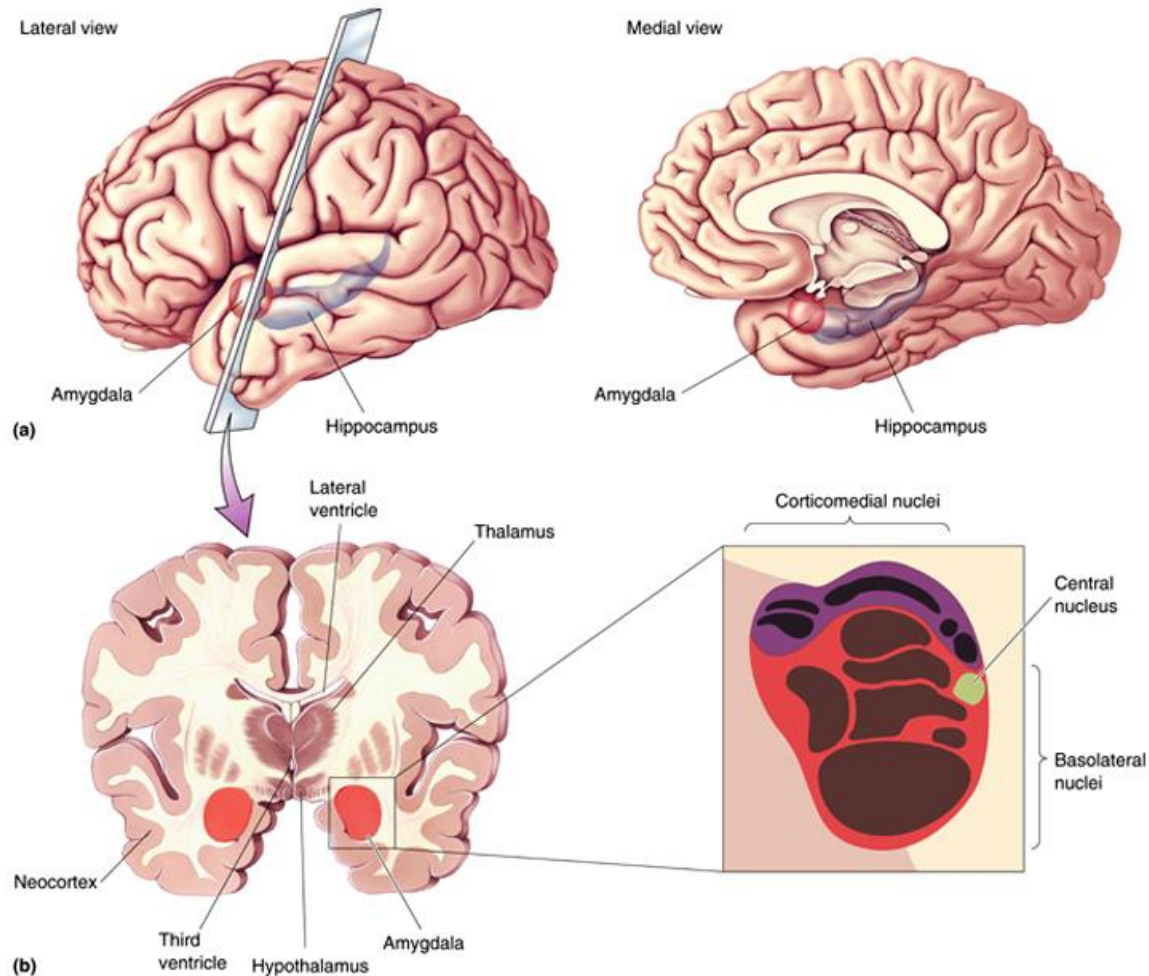 Lateral view
Medial view
Amygdala
Hippocampus
Amygdala
Hippocampus
(a)
Lateral
ventricle
Thalamus
Corticomedial nuclei
Central
nucleus
Basolateral
nuclei
Neocortex
Third
ventricle
Hypothalamus
Amygdala
(b)